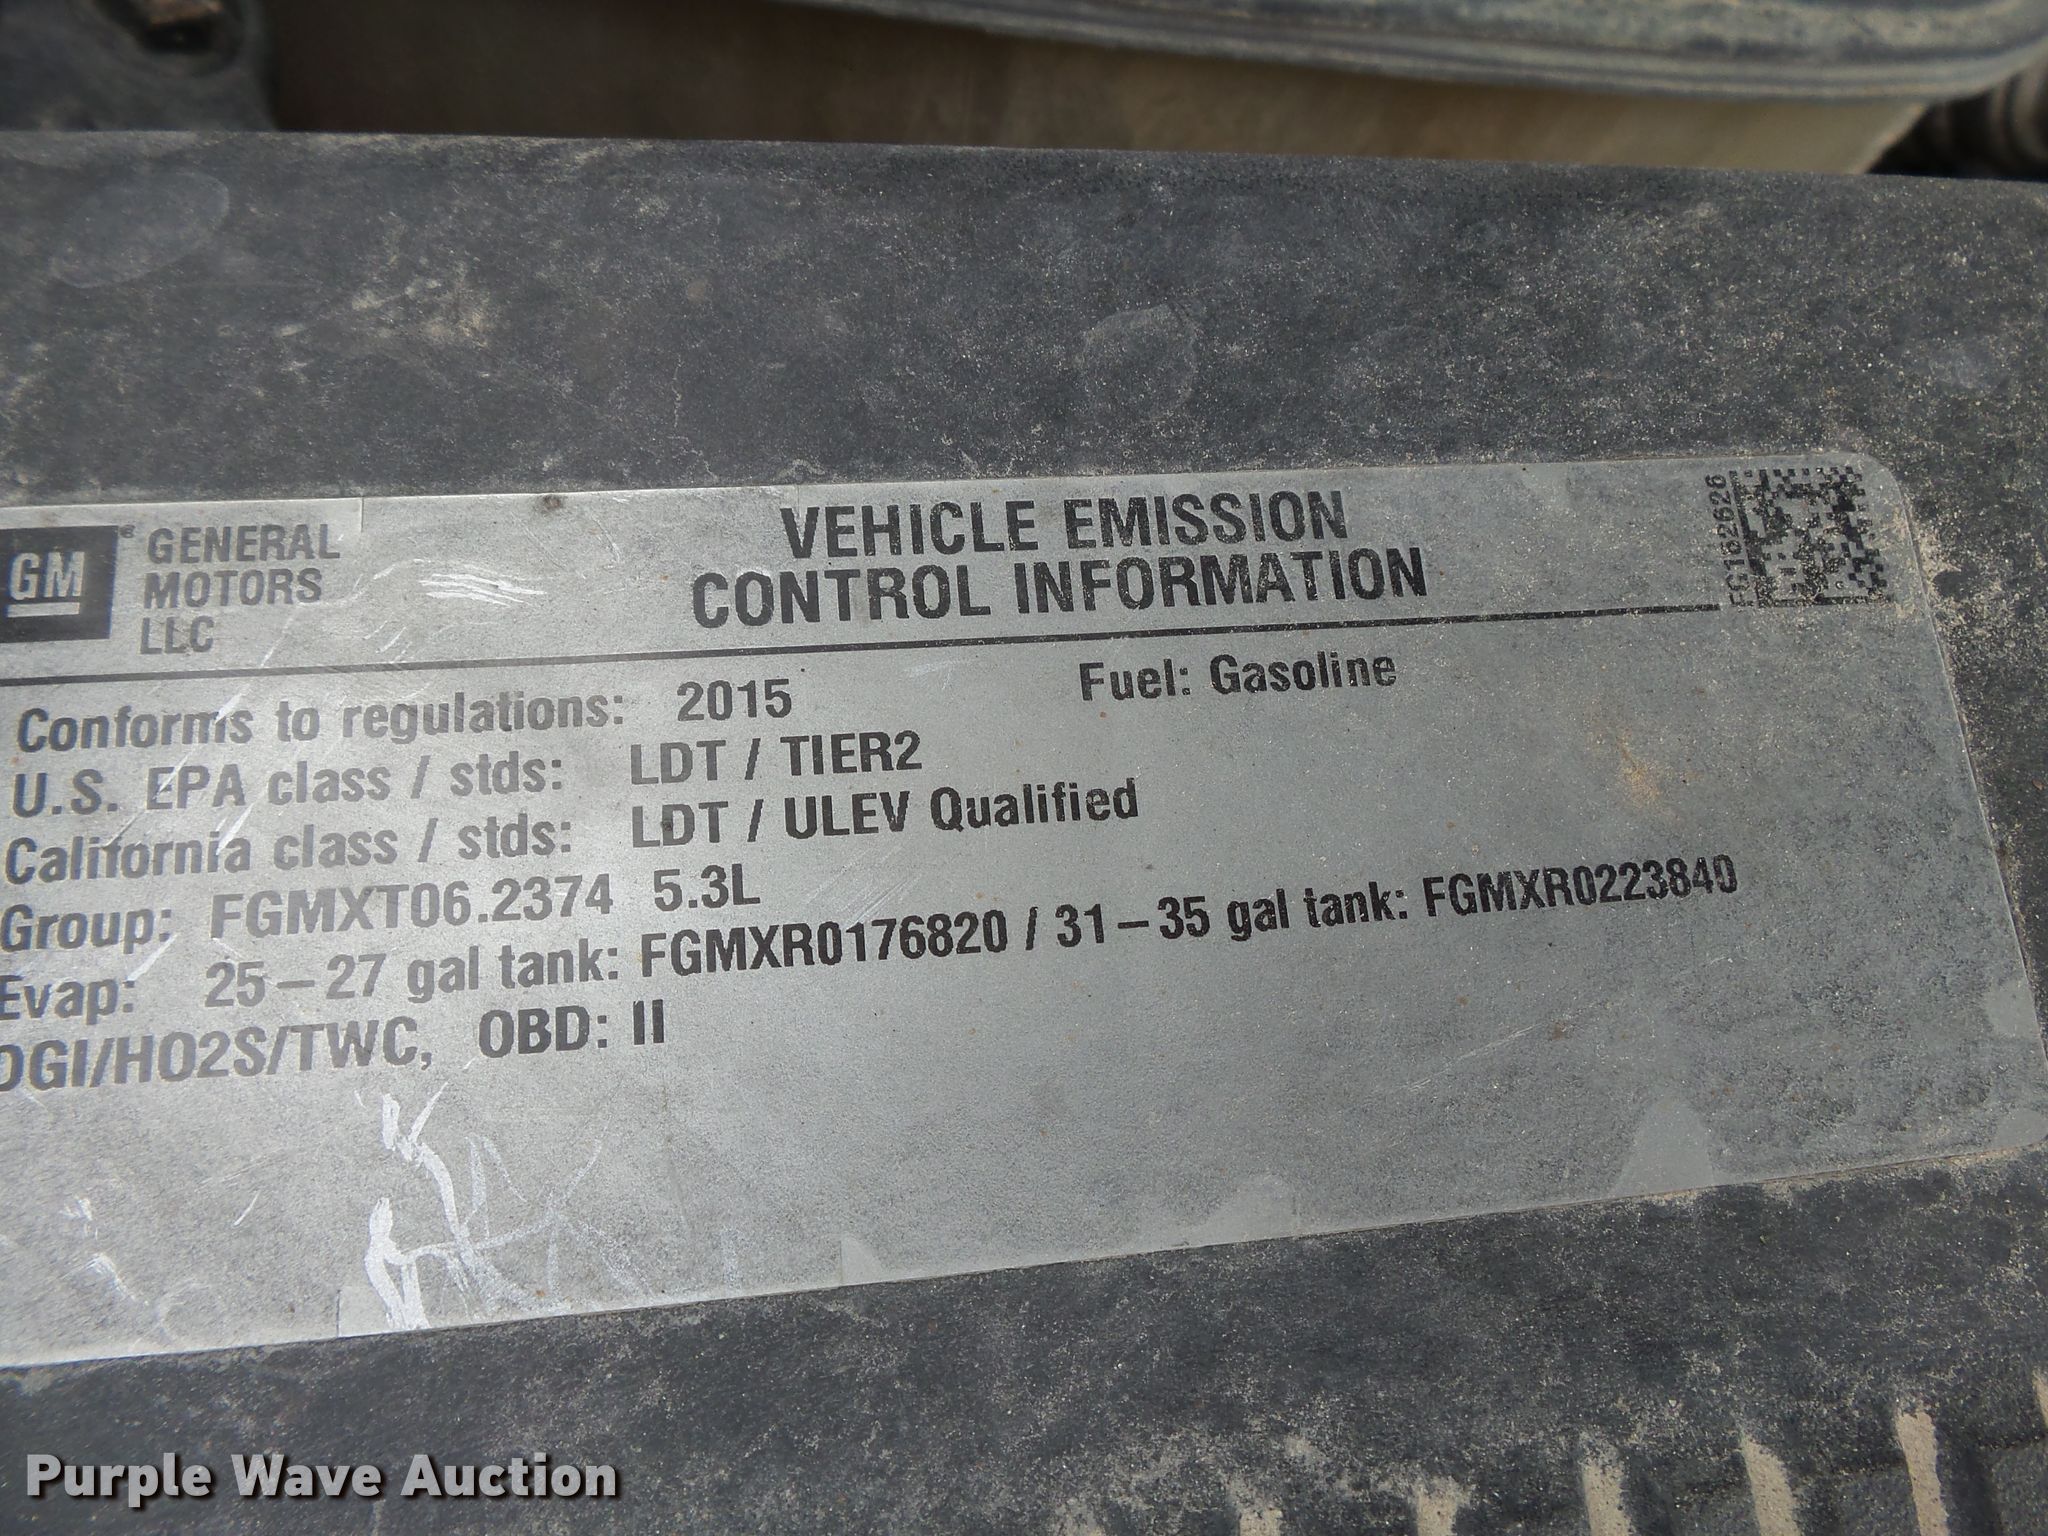 GM
GENERAL
MOTORS
LLC
VEHICLE EMISSION
CONTROL INFORMATION
FG162626
Conforms to regulations: 2015 Fuel: Gasoline
U.S. EPA class / stds: LDT / TIER2
California class / stds: LDT / ULEV Qualified
Group: FGMXT06.2374 5.3L
Evap: 25-27 gal tank: FGMXR0176820 / 31-35 gal tank: FGMXR0223840
DGI/HO2S/TWC, OBD: II
Purple Wave Auction